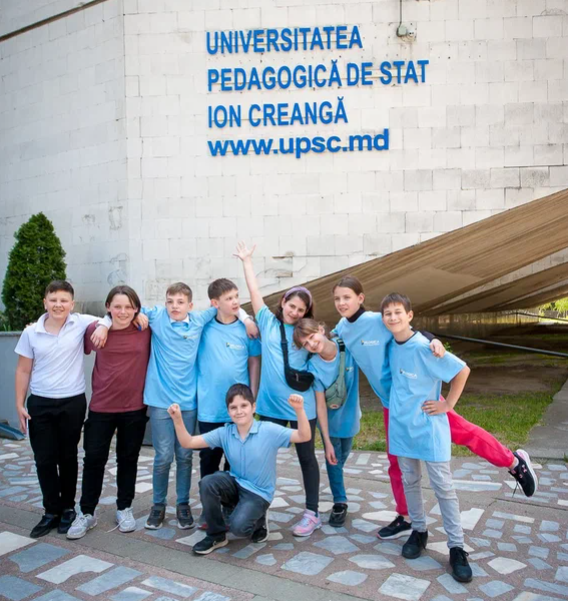 UNIVERSITATEA
PEDAGOGICĂ DE STAT
ION CREANGĂ
www.upsc.md